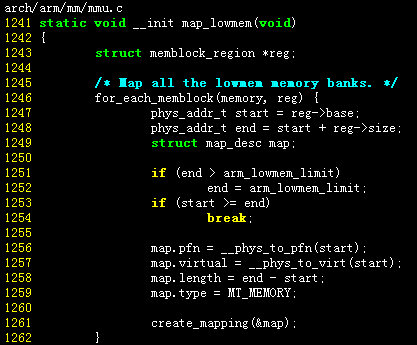 arch/arm/mm/mmu.c
1241 static void __init map_lowmem(void)
1242 {
1243         struct memblock_region *reg;
1244
1245         /* Map all the lowmem memory banks. */
1246         for_each_memblock(memory, reg) {
1247                 phys_addr_t start = reg->base;
1248                 phys_addr_t end = start + reg->size;
1249                 struct map_desc map;
1250
1251                 if (end > arm_lowmem_limit)
1252                         end = arm_lowmem_limit;
1253                 if (start >= end)
1254                         break;
1255
1256                 map.pfn = __phys_to_pfn(start);
1257                 map.virtual = __phys_to_virt(start);
1258                 map.length = end - start;
1259                 map.type = MT_MEMORY;
1260
1261                 create_mapping(&map);
1262         }